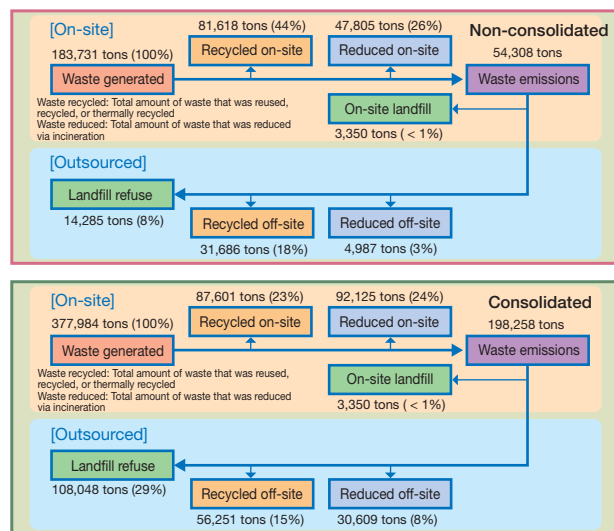 [On-site]
81,618 tons (44%)
47,805 tons (26%)
Non-consolidated
183,731 tons (100%)
Recycled on-site
Reduced on-site
54,308 tons
Waste generated
Waste emissions
Waste recycled: Total amount of waste that was reused,
recycled, or thermally recycled
Waste reduced: Total amount of waste that was reduced
via incineration
On-site landfill
3,350 tons ( < 1%)
[Outsourced]
Landfill refuse
14,285 tons (8%)
Recycled off-site
Reduced off-site
31,686 tons (18%)
4,987 tons (3%)
[On-site]
87,601 tons (23%)
92,125 tons (24%)
Consolidated
377,984 tons (100%)
Recycled on-site
Reduced on-site
198,258 tons
Waste generated
Waste emissions
Waste recycled: Total amount of waste that was reused,
recycled, or thermally recycled
Waste reduced: Total amount of waste that was reduced
via incineration
On-site landfill
3,350 tons ( < 1%)
[Outsourced]
Landfill refuse
108,048 tons (29%)
Recycled off-site
Reduced off-site
56,251 tons (15%)
30,609 tons (8%)